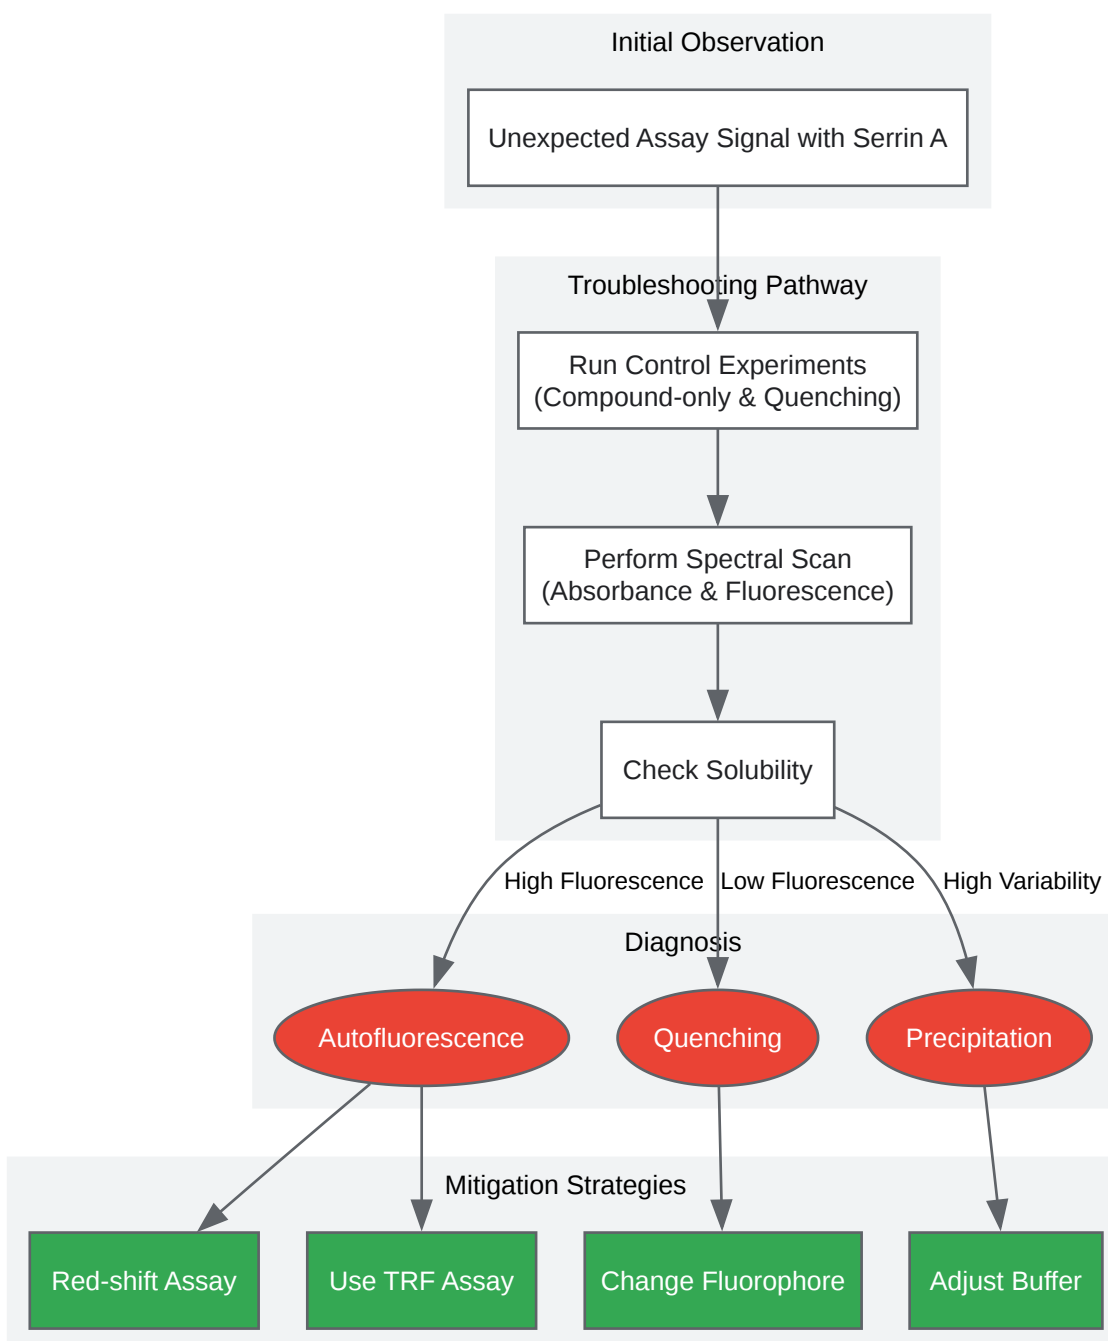 Initial Observation
Unexpected Assay Signal with Serrin A
Troubleshooting Pathway
Run Control Experiments
(Compound-only & Quenching)
Perform Spectral Scan
(Absorbance & Fluorescence)
Check Solubility
High Fluorescence
Low Fluorescence
High Variability
Diagnosis
Autofluorescence
Quenching
Precipitation
Mitigation Strategies
Red-shift Assay
Use TRF Assay
Change Fluorophore
Adjust Buffer